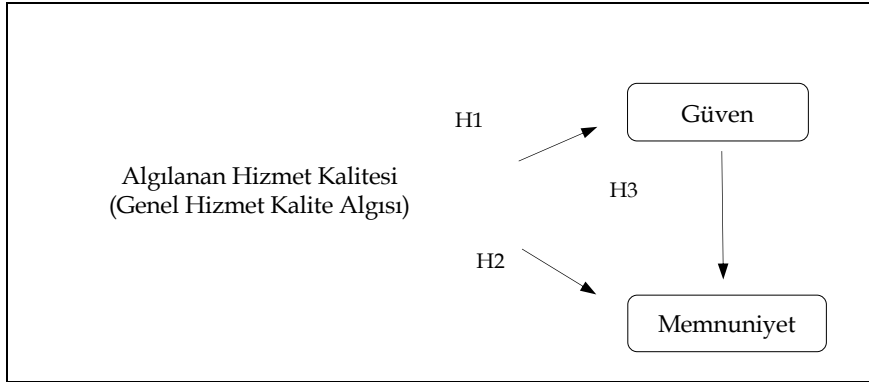 H1
Güven
Algılanan Hizmet Kalitesi
(Genel Hizmet Kalite Algısı)
H3
H2
Memnuniyet